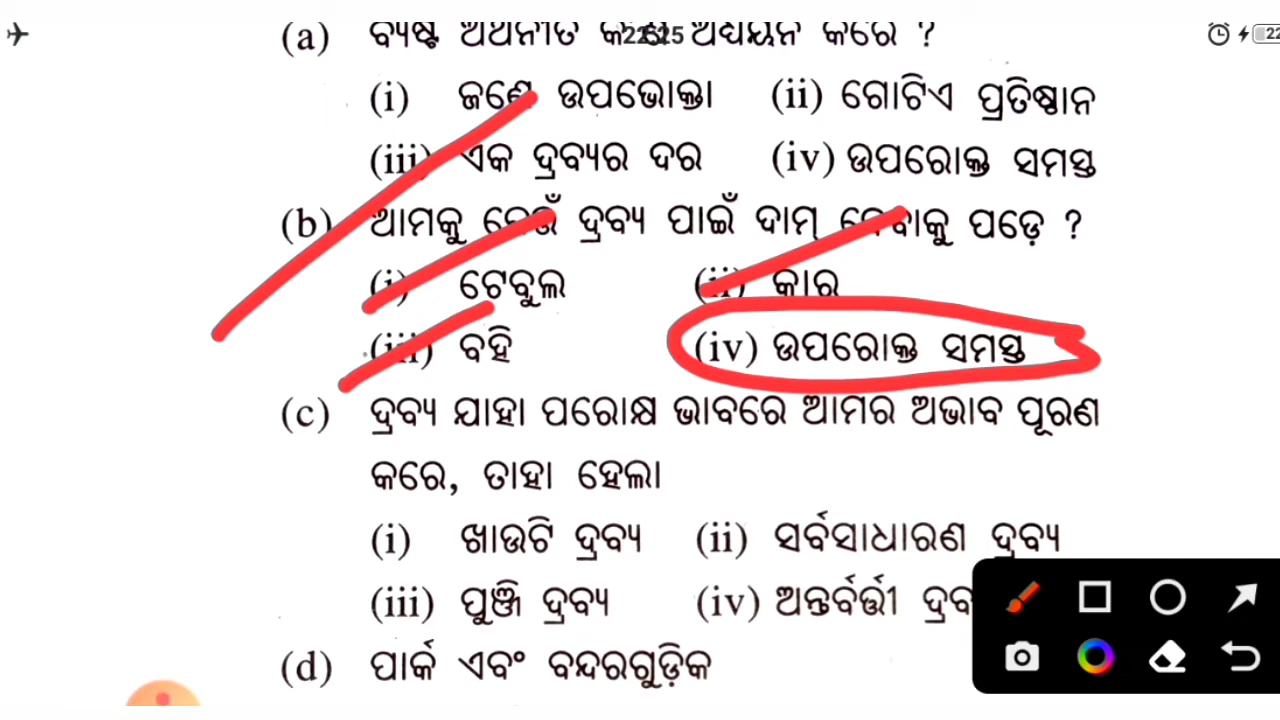 (a) ବ୍ୟଷ୍ଟି ଅର୍ଥନୀତି କ'ଣ ଅଧ୍ୟୟନ କରେ ?
(i) ଜଣେ ଉପଭୋକ୍ତା (ii) ଗୋଟିଏ ପ୍ରତିଷ୍ଠାନ
(iii) ଏକ ଦ୍ରବ୍ୟର ଦର (iv) ଉପରୋକ୍ତ ସମସ୍ତ
(b) ଆମକୁ କେଉଁ ଦ୍ରବ୍ୟ ପାଇଁ ଦାମ୍ ଦେବାକୁ ପଡ଼େ ?
(i) ଟେବୁଲ (ii) କାର
(iii) ବହି (iv) ଉପରୋକ୍ତ ସମସ୍ତ
(c) ଦ୍ରବ୍ୟ ଯାହା ପରୋକ୍ଷ ଭାବରେ ଆମର ଅଭାବ ପୂରଣ
କରେ, ତାହା ହେଲା
(i) ଖାଉଟି ଦ୍ରବ୍ୟ (ii) ସର୍ବସାଧାରଣ ଦ୍ରବ୍ୟ
(iii) ପୁଞ୍ଜି ଦ୍ରବ୍ୟ (iv) ଅନ୍ତର୍ବର୍ତ୍ତୀ
(d) ପାର୍କ ଏବଂ ବନ୍ଦରଗୁଡ଼ିକ